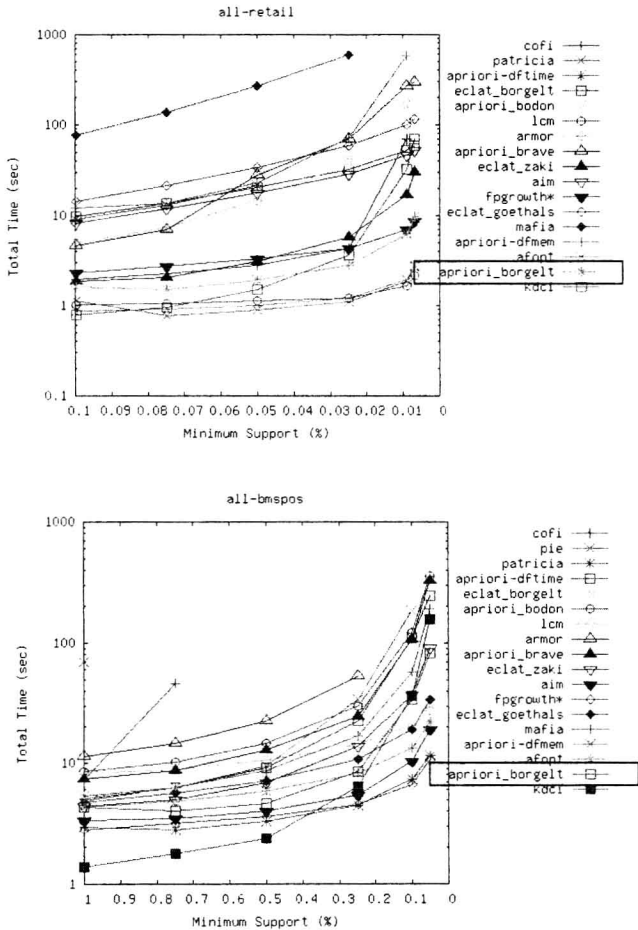 all-retail
1000
100
10
1
0.1
Total Time (sec)
0.1 0.09 0.08 0.07 0.06 0.05 0.04 0.03 0.02 0.01 0
Minimum Support (%)
cofi
patricia
apriori-dftime
eclat_borgelt
apriori_bodon
lcm
armor
apriori_brave
eclat_zaki
aim
fpgrowth*
eclat_goethals
mafia
apriori-dfmem
afopt
apriori_borgelt
kdci
all-bmspos
1000
100
10
1
Total Time (sec)
1 0.9 0.8 0.7 0.6 0.5 0.4 0.3 0.2 0.1 0
Minimum Support (%)
cofi
pie
patricia
apriori-dftime
eclat_borgelt
apriori_bodon
lcm
armor
apriori_brave
eclat_zaki
aim
fpgrowth*
eclat_goethals
mafia
apriori-dfmem
afopt
apriori_borgelt
kdci